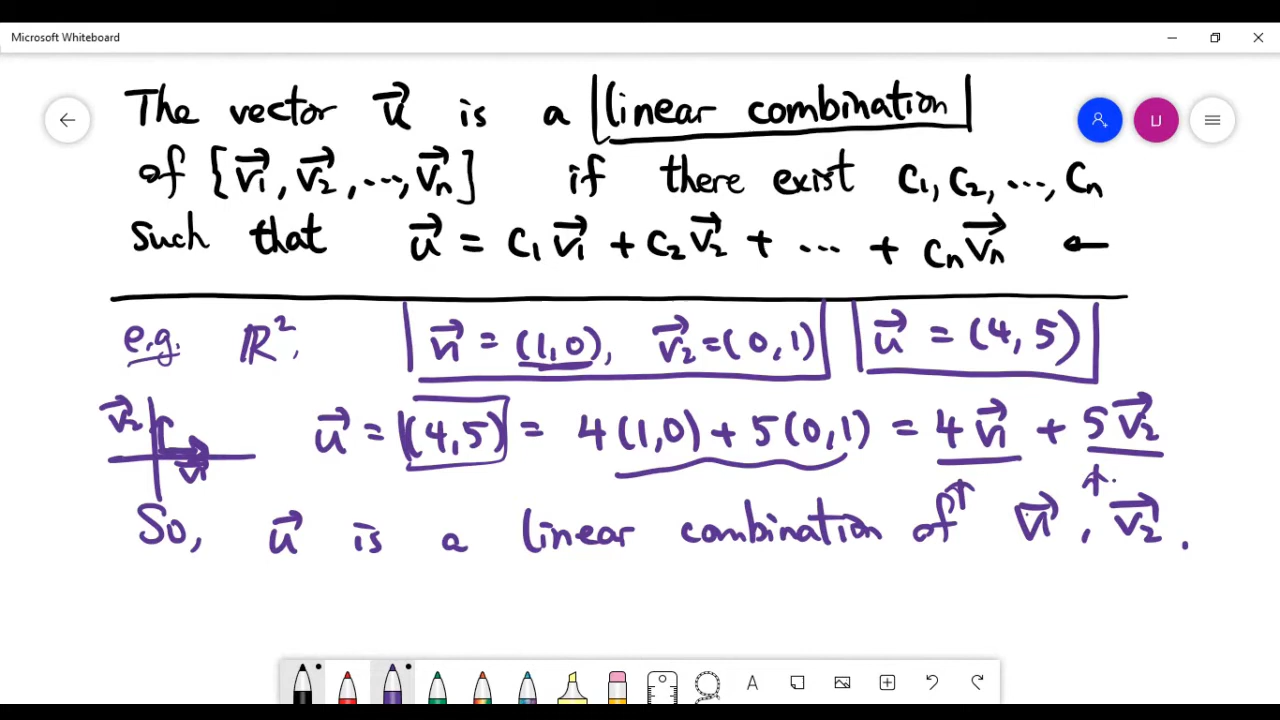 Microsoft Whiteboard
The vector u⃗ is a linear combination
of {v⃗₁, v⃗₂, ..., v⃗ₙ} if there exist c₁, c₂, ..., cₙ
such that u⃗ = c₁v⃗₁ + c₂v⃗₂ + ... + cₙv⃗ₙ ←
e.g. ℝ², v⃗₁ = (1,0), v⃗₂ = (0,1) u⃗ = (4,5)
v⃗₂
v⃗₁
u⃗ = (4,5) = 4(1,0) + 5(0,1) = 4v⃗₁ + 5v⃗₂
So, u⃗ is a linear combination of v⃗₁, v⃗₂.
LJ
A